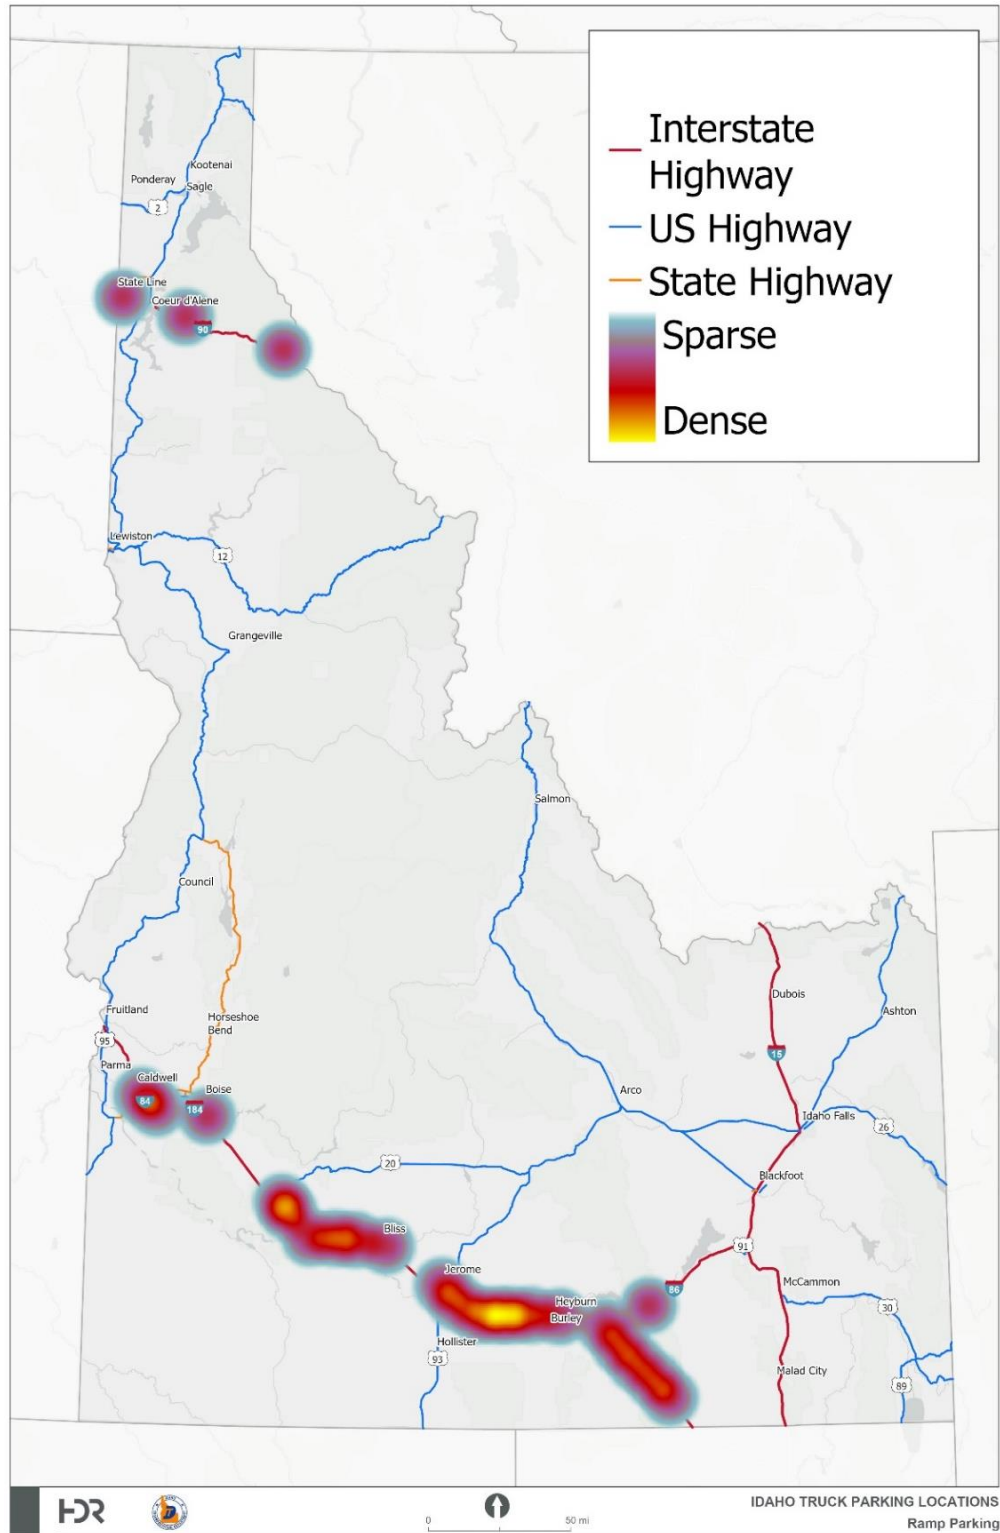 Interstate
Highway
US Highway
State Highway
Sparse
Dense
Kootenai
Ponderay
Sagle
2
State Line
Coeur d'Alene
90
Lewiston
12
Grangeville
Salmon
Council
Fruitland
95
Horseshoe
Bend
Parma
Caldwell
84
Boise
184
Dubois
Ashton
15
Arco
Idaho Falls
26
20
Blackfoot
Bliss
91
Jerome
86
McCammon
Heyburn
Burley
30
Hollister
93
Malad City
89
HDR
0
50 mi
IDAHO TRUCK PARKING LOCATIONS
Ramp Parking